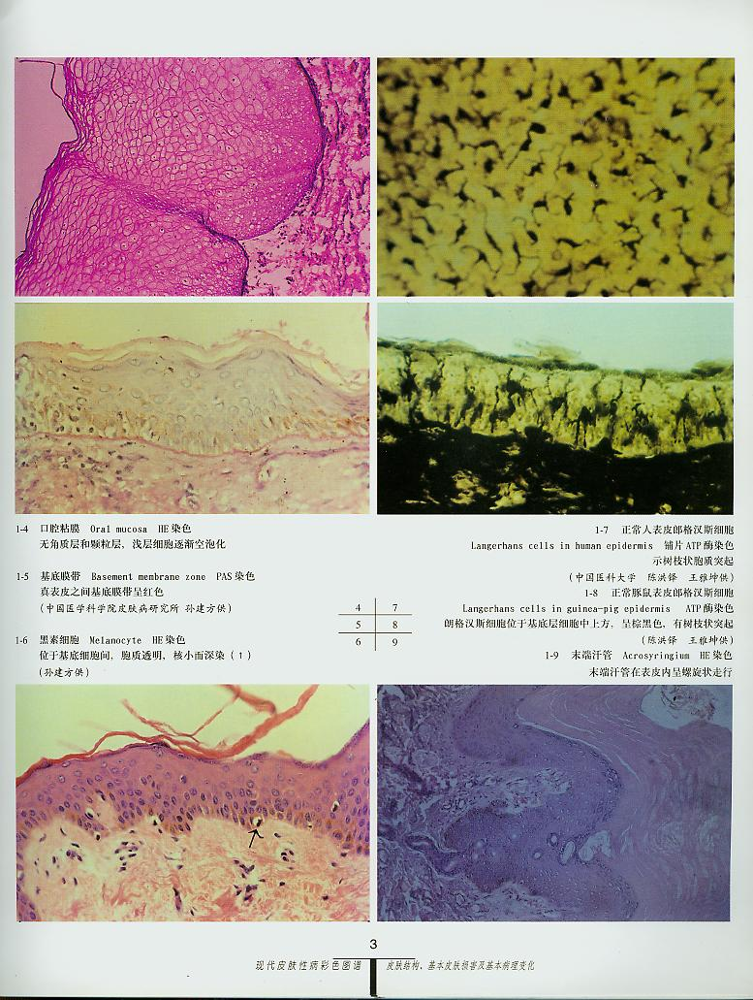 1-4 口腔粘膜 Oral mucosa HE染色
无角质层和颗粒层，浅层细胞逐渐空泡化
1-5 基底膜带 Basement membrane zone PAS染色
真表皮之间基底膜带呈红色
(中国医学科学院皮肤病研究所 孙建方供)
1-6 黑素细胞 Melanocyte HE染色
位于基底细胞间，胞质透明，核小而深染（↑）
(孙建方供)
4 7
5 8
6 9
1-7 正常人表皮郎格汉斯细胞
Langerhans cells in human epidermis 铺片ATP酶染色
示树枝状胞质突起
(中国医科大学 陈洪铎 王雅坤供)
1-8 正常豚鼠表皮郎格汉斯细胞
Langerhans cells in guinea-pig epidermis ATP酶染色
朗格汉斯细胞位于基底层细胞中上方，呈棕黑色，有树枝状突起
(陈洪铎 王雅坤供)
1-9 末端汗管 Acrosyringium HE染色
末端汗管在表皮内呈螺旋状走行
3
现代皮肤性病彩色图谱
皮肤结构、基本皮肤损害及基本病理变化